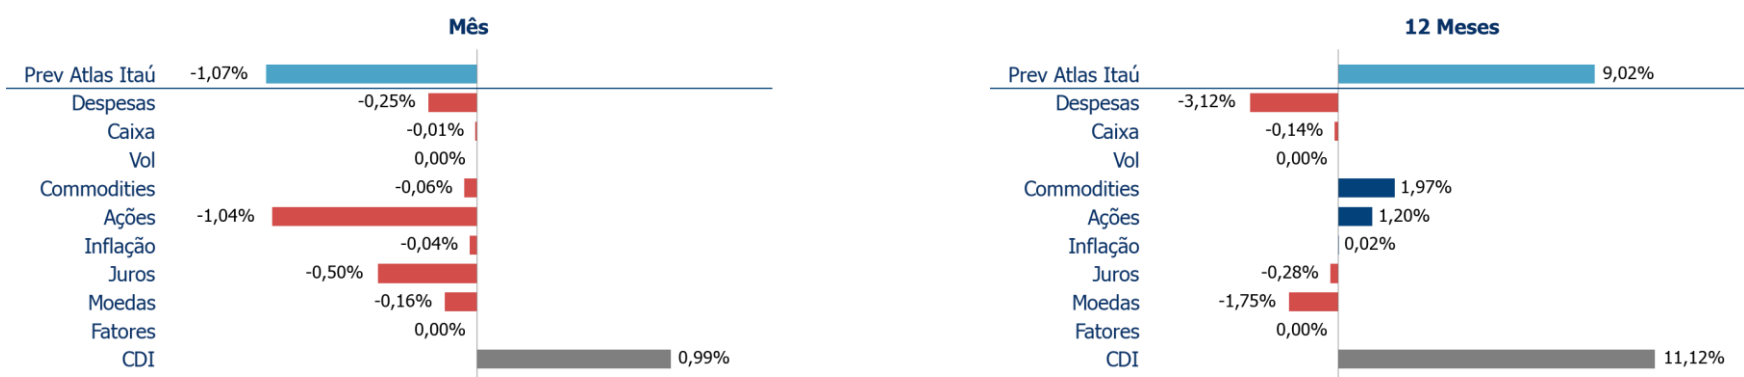 Mês
Prev Atlas Itaú -1,07%
Despesas -0,25%
Caixa -0,01%
Vol 0,00%
Commodities -0,06%
Ações -1,04%
Inflação -0,04%
Juros -0,50%
Moedas -0,16%
Fatores 0,00%
CDI 0,99%
12 Meses
Prev Atlas Itaú 9,02%
Despesas -3,12%
Caixa -0,14%
Vol 0,00%
Commodities 1,97%
Ações 1,20%
Inflação 0,02%
Juros -0,28%
Moedas -1,75%
Fatores 0,00%
CDI 11,12%